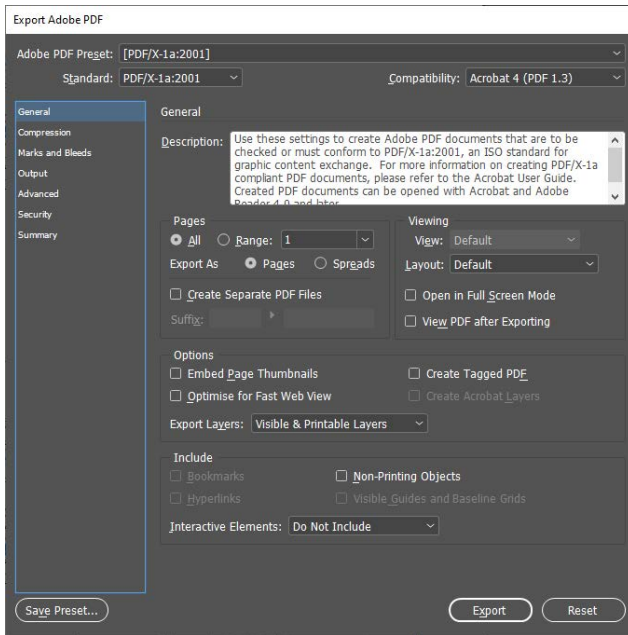 Export Adobe PDF
Adobe PDF Preset: [PDF/X-1a:2001]
Standard: PDF/X-1a:2001 Compatibility: Acrobat 4 (PDF 1.3)
General General
Compression
Marks and Bleeds
Output
Advanced
Security
Summary
Description: Use these settings to create Adobe PDF documents that are to be
checked or must conform to PDF/X-1a:2001, an ISO standard for
graphic content exchange. For more information on creating PDF/X-1a
compliant PDF documents, please refer to the Acrobat User Guide.
Created PDF documents can be opened with Acrobat and Adobe
Reader 4.0 and later.
Pages
All Range: 1
Export As Pages Spreads
Create Separate PDF Files
Suffix:
Viewing
View: Default
Layout: Default
Open in Full Screen Mode
View PDF after Exporting
Options
Embed Page Thumbnails Create Tagged PDF
Optimise for Fast Web View Create Acrobat Layers
Export Layers: Visible & Printable Layers
Include
Bookmarks Non-Printing Objects
Hyperlinks Visible Guides and Baseline Grids
Interactive Elements: Do Not Include
Save Preset... Export Reset